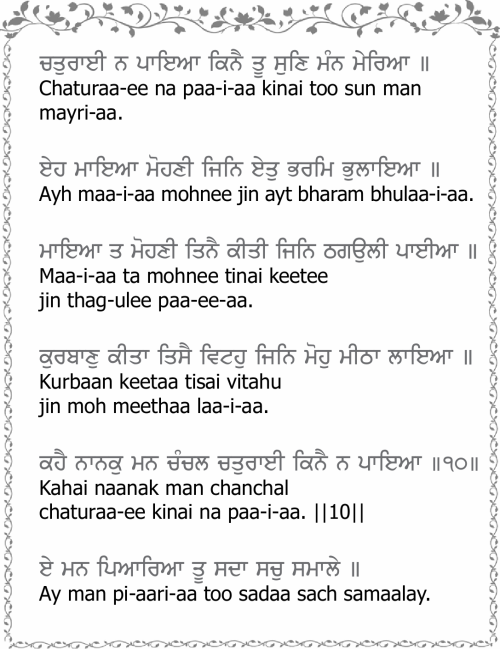 ਚਤੁਰਾਈ ਨ ਪਾਇਆ ਕਿਨੈ ਤੂ ਸੁਣਿ ਮੰਨ ਮੇਰਿਆ ॥
Chaturaa-ee na paa-i-aa kinai too sun man
mayri-aa.
ਏਹ ਮਾਇਆ ਮੋਹਣੀ ਜਿਨਿ ਏਤੁ ਭਰਮਿ ਭੁਲਾਇਆ ॥
Ayh maa-i-aa mohnee jin ayt bharam bhulaa-i-aa.
ਮਾਇਆ ਤ ਮੋਹਣੀ ਤਿਨੈ ਕੀਤੀ ਜਿਨਿ ਠਗਉਲੀ ਪਾਈਆ ॥
Maa-i-aa ta mohnee tinai keetee
jin thag-ulee paa-ee-aa.
ਕੁਰਬਾਣੁ ਕੀਤਾ ਤਿਸੈ ਵਿਟਹੁ ਜਿਨਿ ਮੋਹੁ ਮੀਠਾ ਲਾਇਆ ॥
Kurbaan keetaa tisai vitahu
jin moh meethaa laa-i-aa.
ਕਹੈ ਨਾਨਕੁ ਮਨ ਚੰਚਲ ਚਤੁਰਾਈ ਕਿਨੈ ਨ ਪਾਇਆ ॥੧੦॥
Kahai naanak man chanchal
chaturaa-ee kinai na paa-i-aa. ||10||
ਏ ਮਨ ਪਿਆਰਿਆ ਤੂ ਸਦਾ ਸਚੁ ਸਮਾਲੇ ॥
Ay man pi-aari-aa too sadaa sach samaalay.